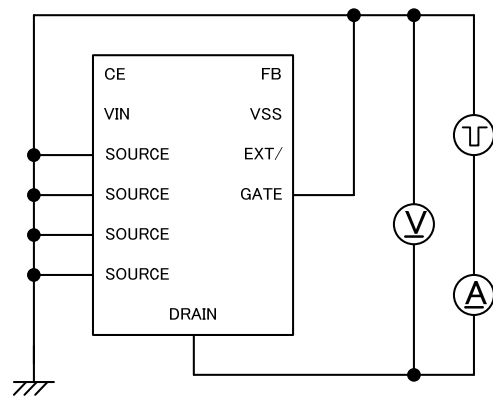 CE FB
VIN VSS
SOURCE EXT/
SOURCE GATE
SOURCE
SOURCE
DRAIN
V
A